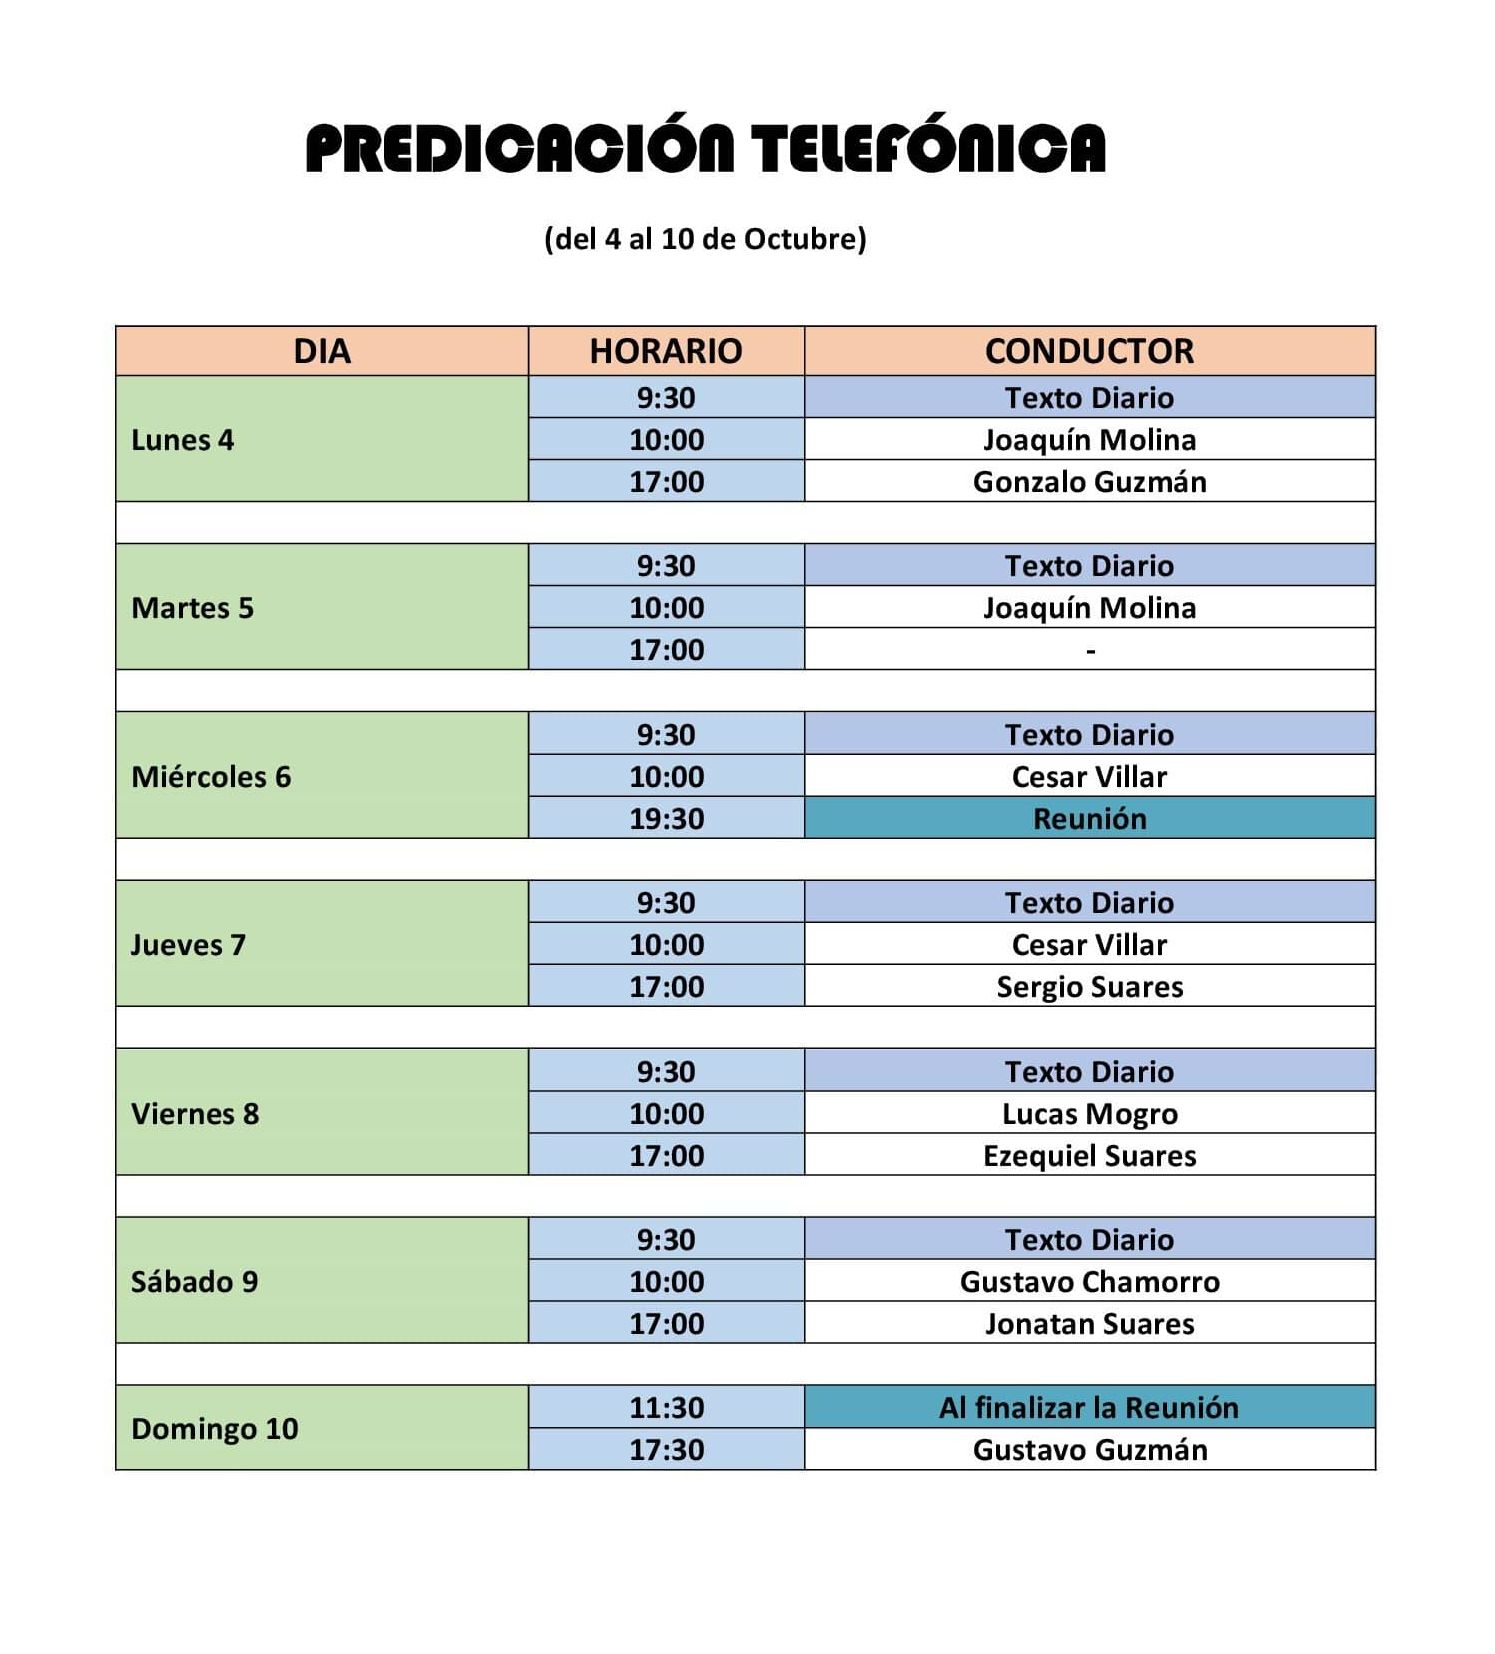 PREDICACIÓN TELEFÓNICA
(del 4 al 10 de Octubre)
DIA HORARIO CONDUCTOR
Lunes 4
9:30 Texto Diario
10:00 Joaquín Molina
17:00 Gonzalo Guzmán
Martes 5
9:30 Texto Diario
10:00 Joaquín Molina
17:00 -
Miércoles 6
9:30 Texto Diario
10:00 Cesar Villar
19:30 Reunión
Jueves 7
9:30 Texto Diario
10:00 Cesar Villar
17:00 Sergio Suares
Viernes 8
9:30 Texto Diario
10:00 Lucas Mogro
17:00 Ezequiel Suares
Sábado 9
9:30 Texto Diario
10:00 Gustavo Chamorro
17:00 Jonatan Suares
Domingo 10
11:30 Al finalizar la Reunión
17:30 Gustavo Guzmán